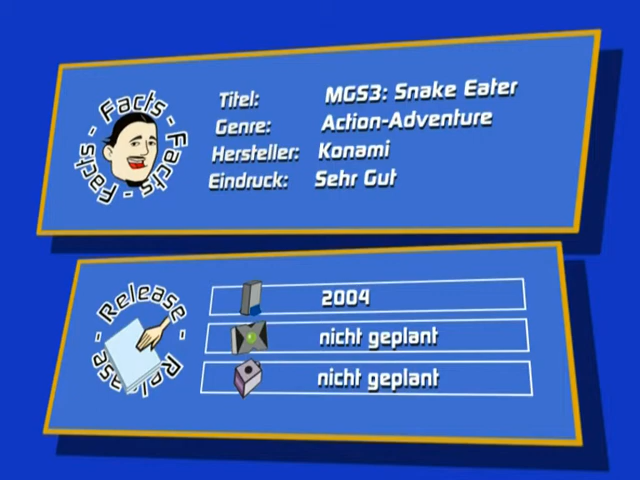 Facts - Facts - Facts -
Titel: MGS3: Snake Eater
Genre: Action-Adventure
Hersteller: Konami
Eindruck: Sehr Gut
Release - Release -
2004
nicht geplant
nicht geplant